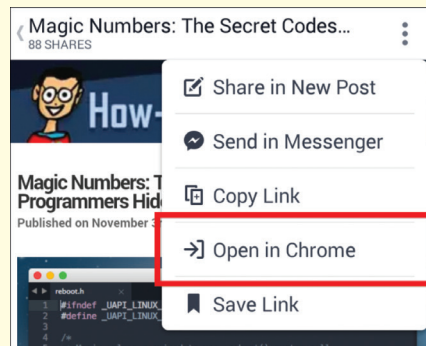 Magic Numbers: The Secret Codes...
88 SHARES
How-
Share in New Post
Send in Messenger
Magic Numbers: T
Programmers Hid
Copy Link
Published on November
Open in Chrome
reboot.h
1 #ifndef _UAPI_LINUX_
2 #define _UAPI_LINUX_
3
4 /*
Save Link